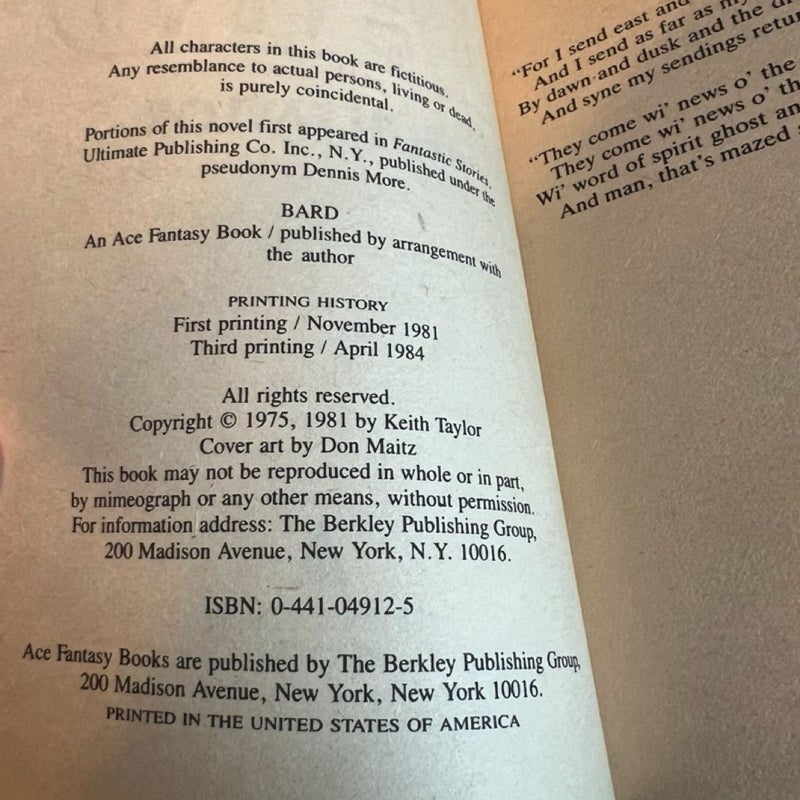 All characters in this book are fictitious.
Any resemblance to actual persons, living or dead,
is purely coincidental.
Portions of this novel first appeared in Fantastic Stories,
Ultimate Publishing Co. Inc., N.Y., published under the
pseudonym Dennis More.
BARD
An Ace Fantasy Book / published by arrangement with
the author
PRINTING HISTORY
First printing / November 1981
Third printing / April 1984
All rights reserved.
Copyright © 1975, 1981 by Keith Taylor
Cover art by Don Maitz
This book may not be reproduced in whole or in part,
by mimeograph or any other means, without permission.
For information address: The Berkley Publishing Group,
200 Madison Avenue, New York, N.Y. 10016.
ISBN: 0-441-04912-5
Ace Fantasy Books are published by The Berkley Publishing Group,
200 Madison Avenue, New York, New York 10016.
PRINTED IN THE UNITED STATES OF AMERICA
"For I send east and
And I send as far as my
By dawn and dusk and the
And syne my sendings
"They come wi' news o' the
They come wi' news o'
Wi' word of spirit ghost
And man, that's mazed